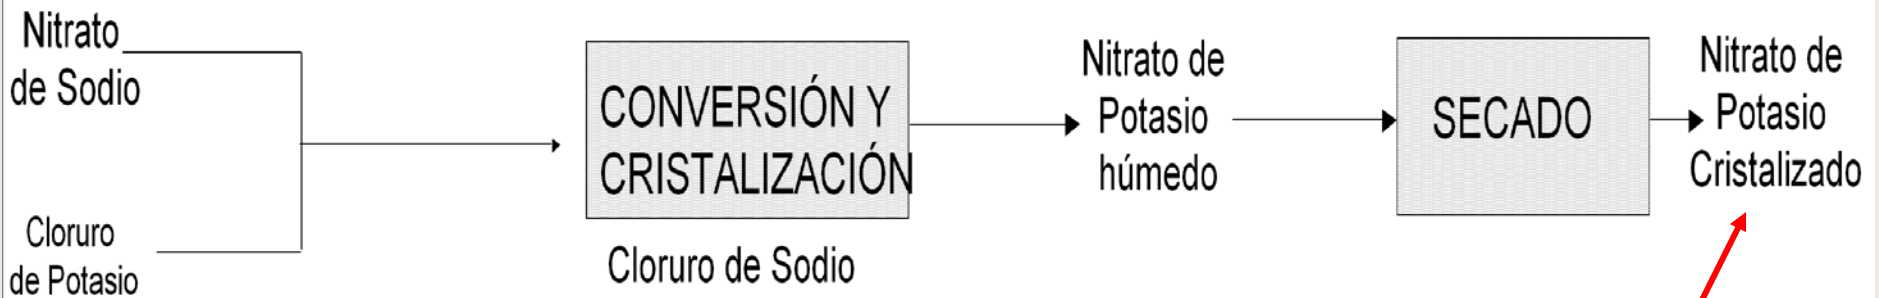 Nitrato
de Sodio
Cloruro
de Potasio
CONVERSIÓN Y
CRISTALIZACIÓN
Cloruro de Sodio
Nitrato de
Potasio
húmedo
SECADO
Nitrato de
Potasio
Cristalizado